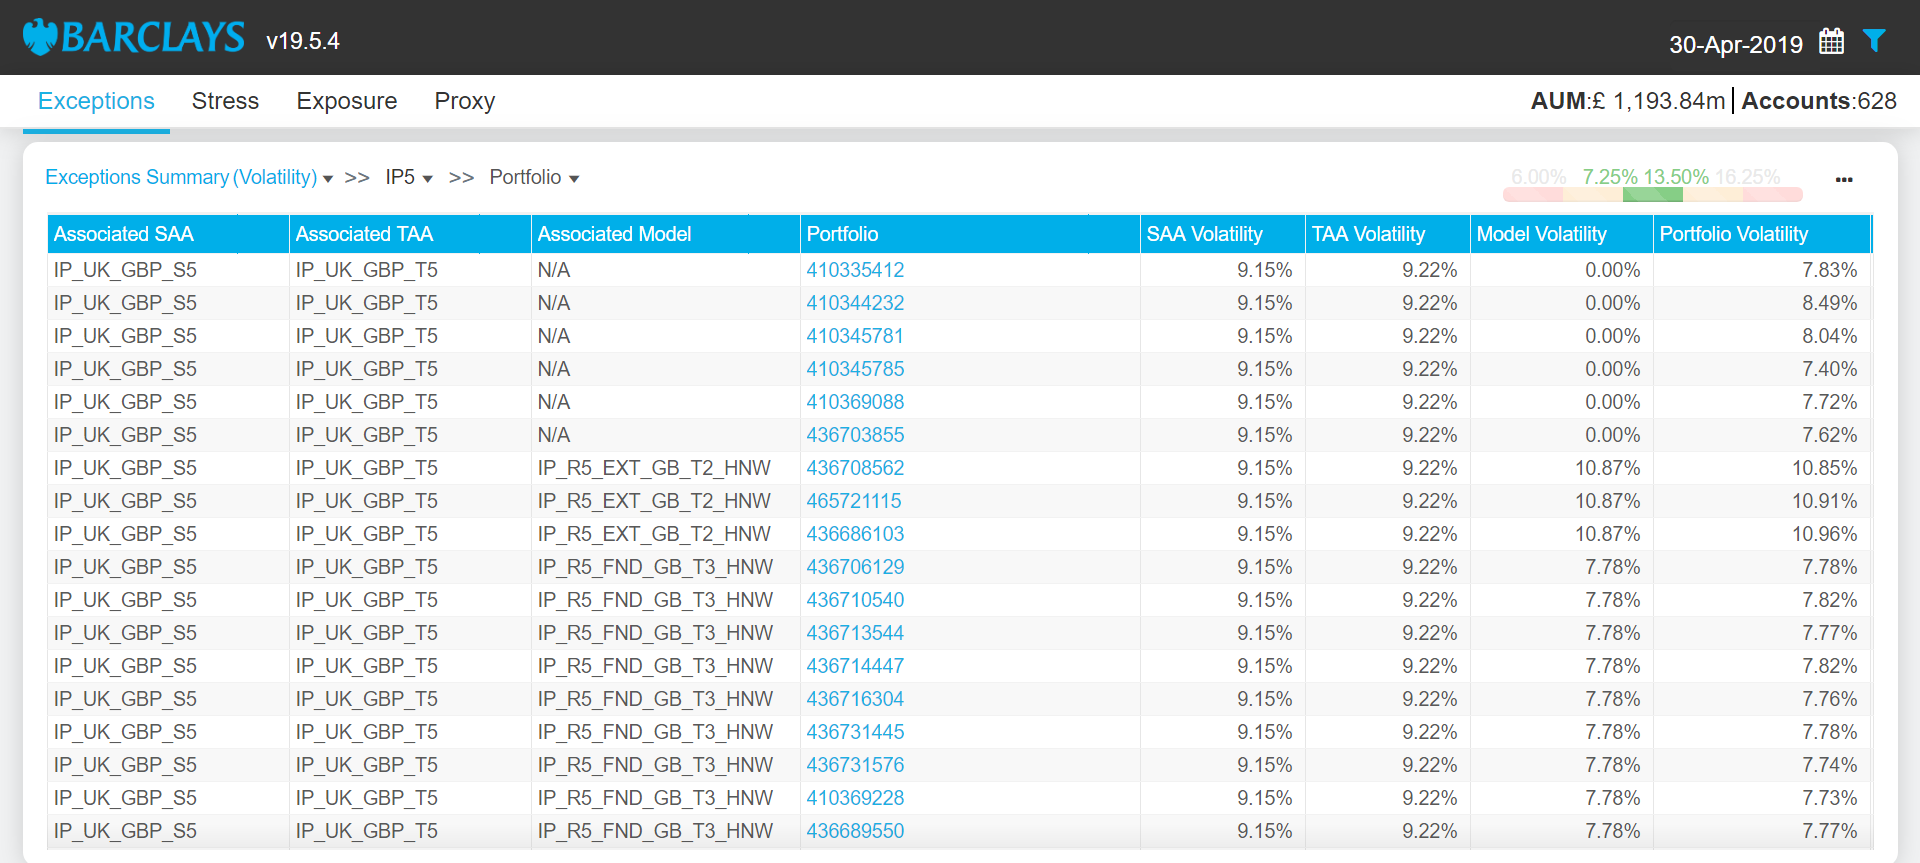 BARCLAYS v19.5.4 30-Apr-2019
Exceptions Stress Exposure Proxy AUM:£ 1,193.84m Accounts:628
Exceptions Summary (Volatility) >> IP5 >> Portfolio 6.00% 7.25% 13.50% 16.25% ...
Associated SAA Associated TAA Associated Model Portfolio SAA Volatility TAA Volatility Model Volatility Portfolio Volatility
IP_UK_GBP_S5 IP_UK_GBP_T5 N/A 410335412 9.15% 9.22% 0.00% 7.83%
IP_UK_GBP_S5 IP_UK_GBP_T5 N/A 410344232 9.15% 9.22% 0.00% 8.49%
IP_UK_GBP_S5 IP_UK_GBP_T5 N/A 410345781 9.15% 9.22% 0.00% 8.04%
IP_UK_GBP_S5 IP_UK_GBP_T5 N/A 410345785 9.15% 9.22% 0.00% 7.40%
IP_UK_GBP_S5 IP_UK_GBP_T5 N/A 410369088 9.15% 9.22% 0.00% 7.72%
IP_UK_GBP_S5 IP_UK_GBP_T5 N/A 436703855 9.15% 9.22% 0.00% 7.62%
IP_UK_GBP_S5 IP_UK_GBP_T5 IP_R5_EXT_GB_T2_HNW 436708562 9.15% 9.22% 10.87% 10.85%
IP_UK_GBP_S5 IP_UK_GBP_T5 IP_R5_EXT_GB_T2_HNW 465721115 9.15% 9.22% 10.87% 10.91%
IP_UK_GBP_S5 IP_UK_GBP_T5 IP_R5_EXT_GB_T2_HNW 436686103 9.15% 9.22% 10.87% 10.96%
IP_UK_GBP_S5 IP_UK_GBP_T5 IP_R5_FND_GB_T3_HNW 436706129 9.15% 9.22% 7.78% 7.78%
IP_UK_GBP_S5 IP_UK_GBP_T5 IP_R5_FND_GB_T3_HNW 436710540 9.15% 9.22% 7.78% 7.82%
IP_UK_GBP_S5 IP_UK_GBP_T5 IP_R5_FND_GB_T3_HNW 436713544 9.15% 9.22% 7.78% 7.77%
IP_UK_GBP_S5 IP_UK_GBP_T5 IP_R5_FND_GB_T3_HNW 436714447 9.15% 9.22% 7.78% 7.82%
IP_UK_GBP_S5 IP_UK_GBP_T5 IP_R5_FND_GB_T3_HNW 436716304 9.15% 9.22% 7.78% 7.76%
IP_UK_GBP_S5 IP_UK_GBP_T5 IP_R5_FND_GB_T3_HNW 436731445 9.15% 9.22% 7.78% 7.78%
IP_UK_GBP_S5 IP_UK_GBP_T5 IP_R5_FND_GB_T3_HNW 436731576 9.15% 9.22% 7.78% 7.74%
IP_UK_GBP_S5 IP_UK_GBP_T5 IP_R5_FND_GB_T3_HNW 410369228 9.15% 9.22% 7.78% 7.73%
IP_UK_GBP_S5 IP_UK_GBP_T5 IP_R5_FND_GB_T3_HNW 436689550 9.15% 9.22% 7.78% 7.77%